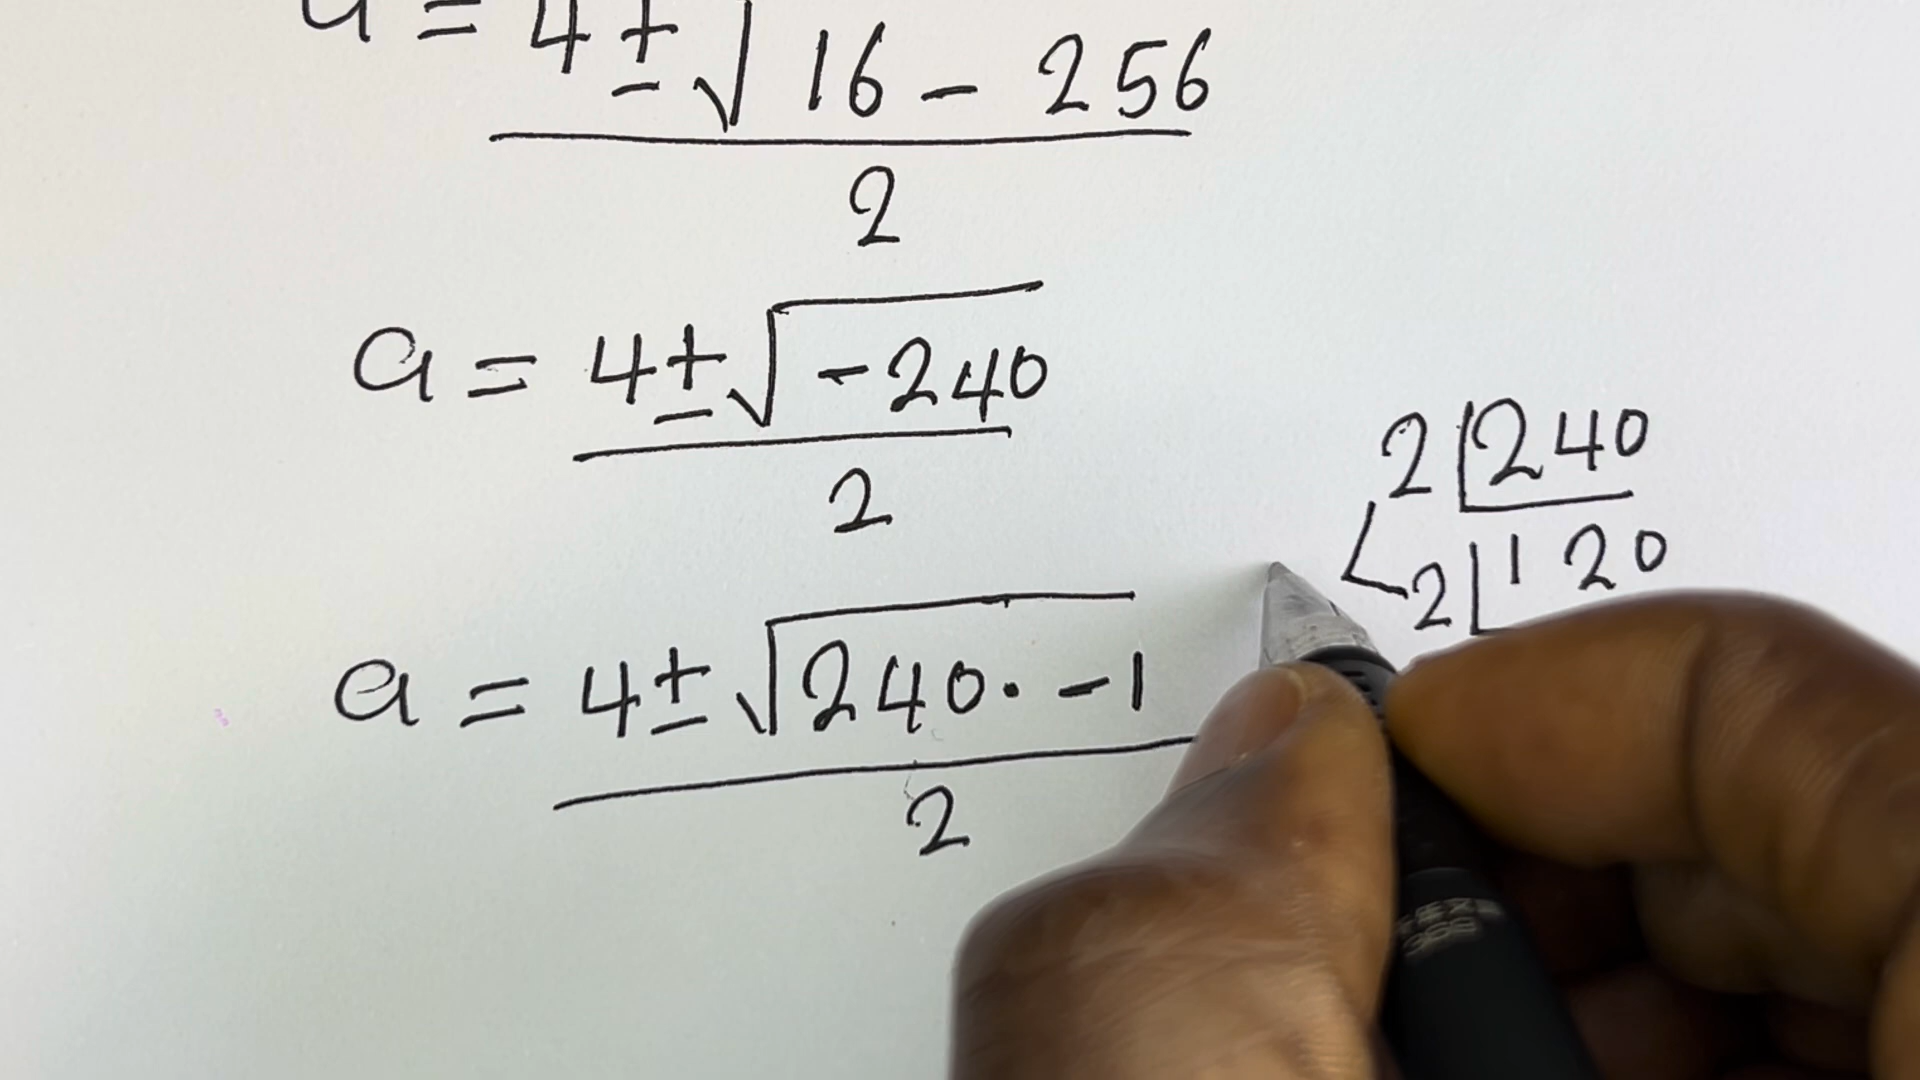 a = 4 ± √16 - 256
2
a = 4 ± √-240
2
2 | 240
2 | 120
a = 4 ± √240 · -1
2